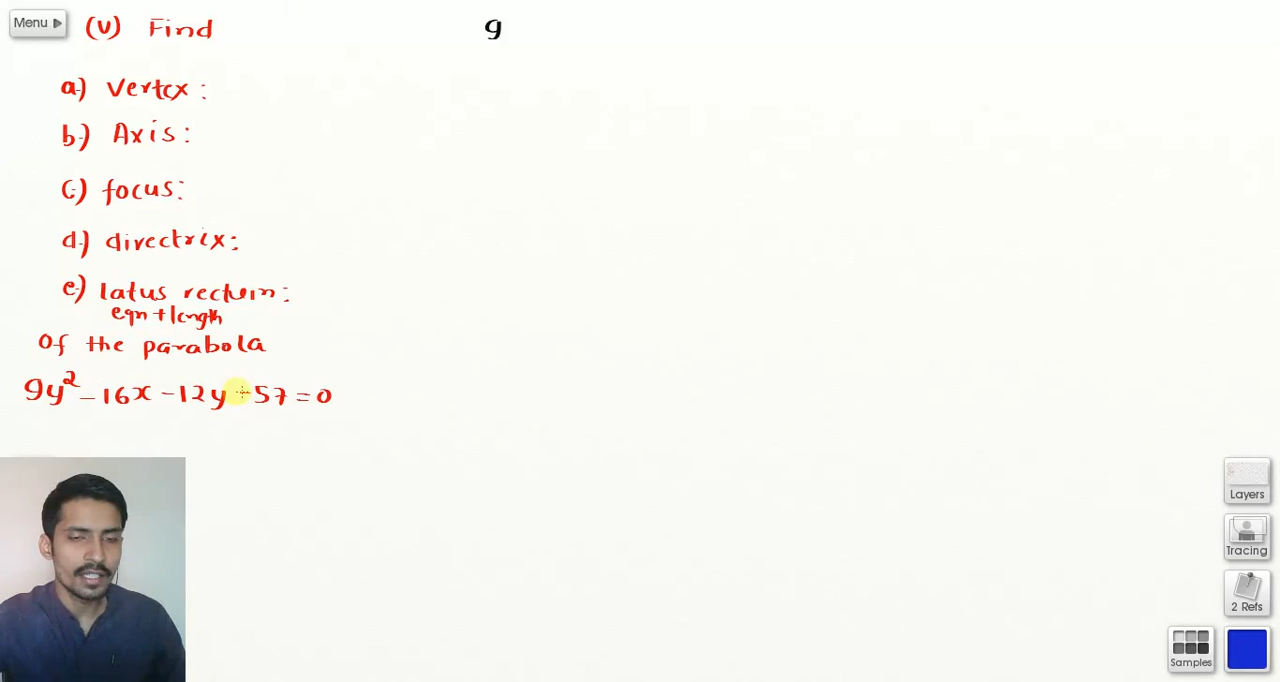 Menu
(v) Find
9
a) Vertex:
b) Axis:
c) focus:
d) directrix:
e) latus rectum:
eqn + length
Of the parabola
9y² - 16x - 12y + 57 = 0
Layers
Tracing
2 Refs
Samples